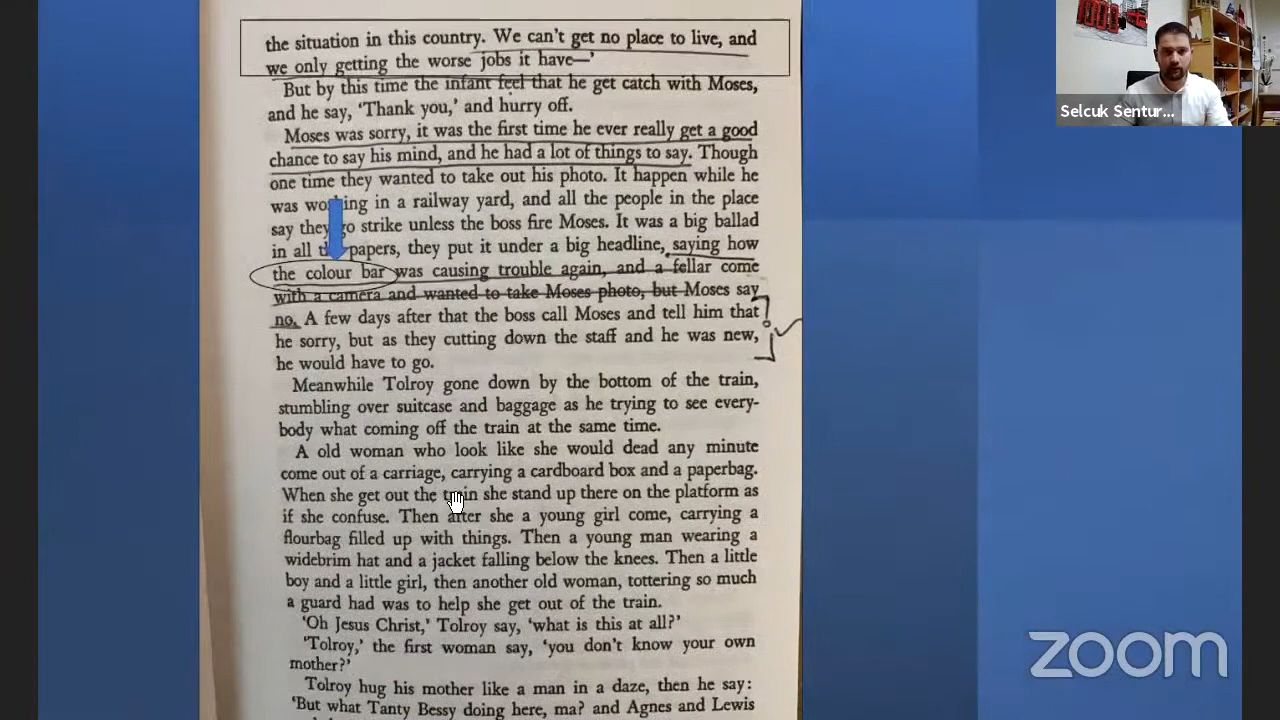 the situation in this country. We can't get no place to live, and
we only getting the worse jobs it have—'
But by this time the infant feel that he get catch with Moses,
and he say, 'Thank you,' and hurry off.
Moses was sorry, it was the first time he ever really get a good
chance to say his mind, and he had a lot of things to say. Though
one time they wanted to take out his photo. It happen while he
was working in a railway yard, and all the people in the place
say they go strike unless the boss fire Moses. It was a big ballad
in all the papers, they put it under a big headline, saying how
the colour bar was causing trouble again, and a fellar come
with a camera and wanted to take Moses photo, but Moses say
no. A few days after that the boss call Moses and tell him that
he sorry, but as they cutting down the staff and he was new,
he would have to go.
Meanwhile Tolroy gone down by the bottom of the train,
stumbling over suitcase and baggage as he trying to see every-
body what coming off the train at the same time.
A old woman who look like she would dead any minute
come out of a carriage, carrying a cardboard box and a paperbag.
When she get out the train she stand up there on the platform as
if she confuse. Then after she a young girl come, carrying a
flourbag filled up with things. Then a young man wearing a
widebrim hat and a jacket falling below the knees. Then a little
boy and a little girl, then another old woman, tottering so much
a guard had was to help she get out of the train.
'Oh Jesus Christ,' Tolroy say, 'what is this at all?'
'Tolroy,' the first woman say, 'you don't know your own
mother?'
Tolroy hug his mother like a man in a daze, then he say:
'But what Tanty Bessy doing here, ma? and Agnes and Lewis
Selcuk Sentur...
zoom